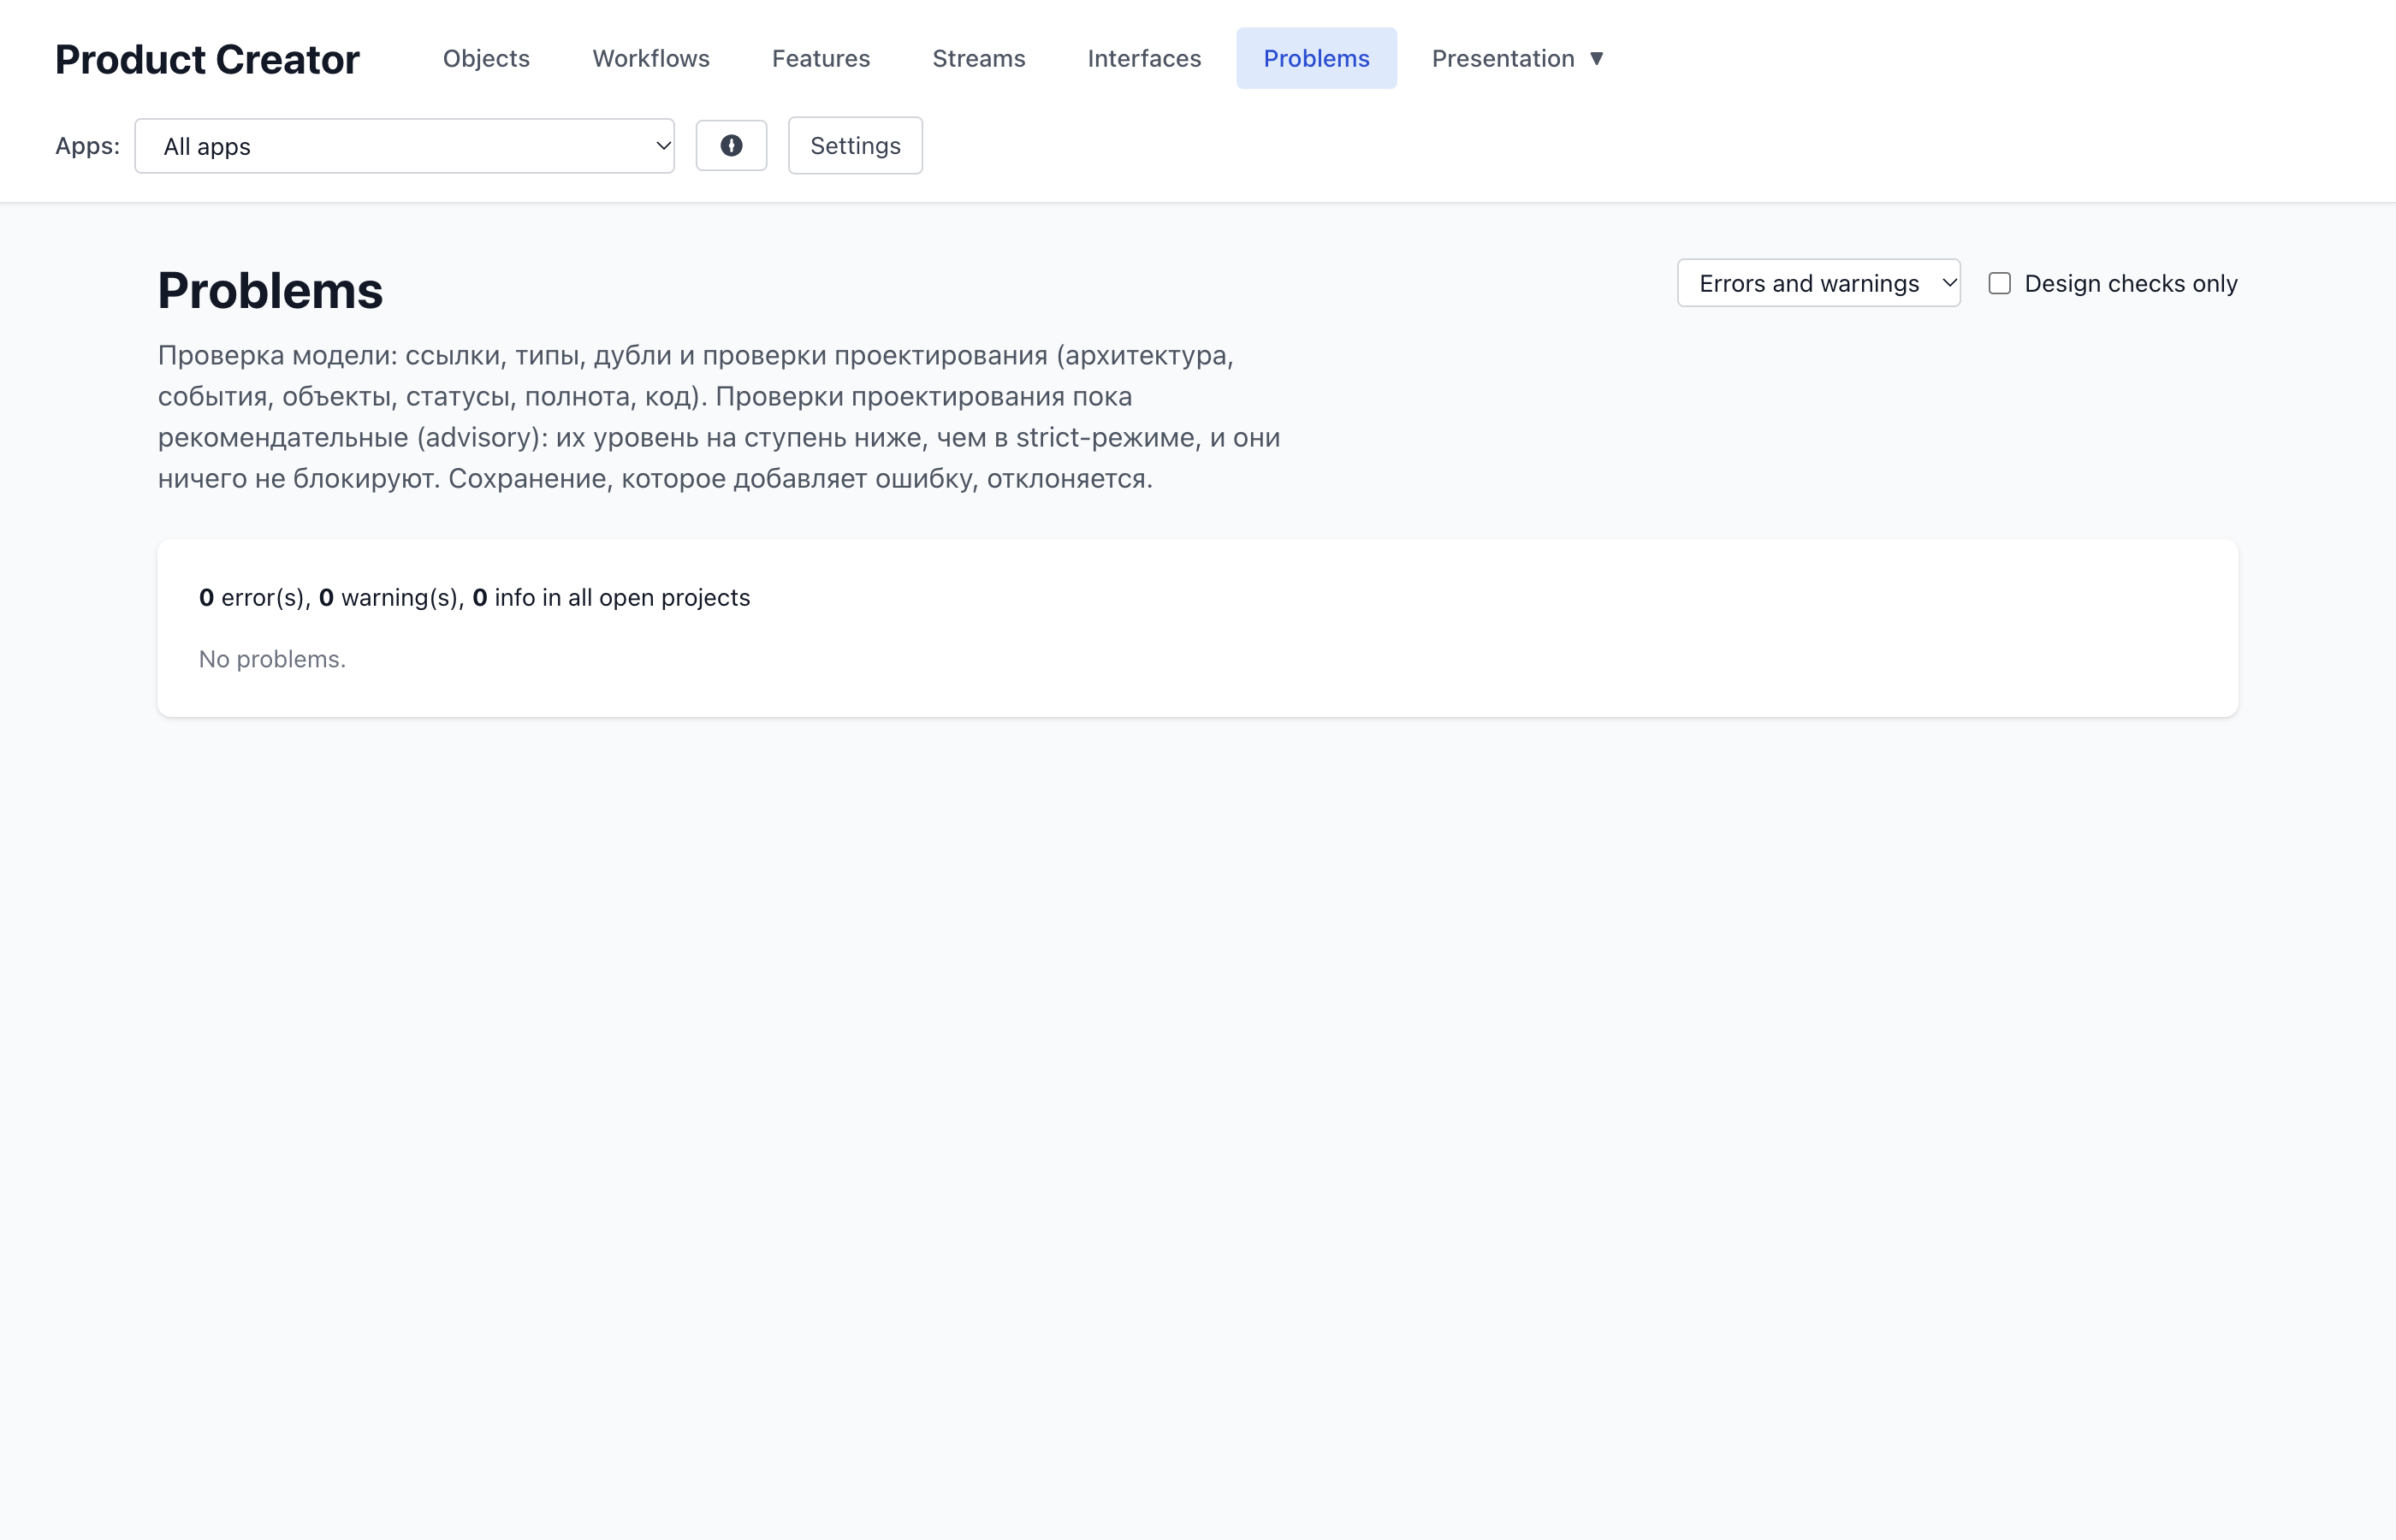 Product Creator
Objects
Workflows
Features
Streams
Interfaces
Problems
Presentation ▼
Apps:
All apps
Settings
Problems
Errors and warnings
Design checks only
Проверка модели: ссылки, типы, дубли и проверки проектирования (архитектура,
события, объекты, статусы, полнота, код). Проверки проектирования пока
рекомендательные (advisory): их уровень на ступень ниже, чем в strict-режиме, и они
ничего не блокируют. Сохранение, которое добавляет ошибку, отклоняется.
0 error(s), 0 warning(s), 0 info in all open projects
No problems.